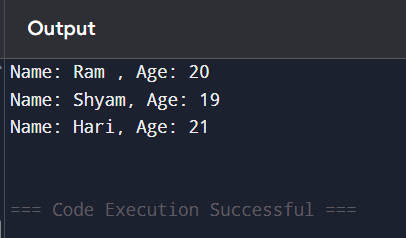 Output
Name: Ram , Age: 20
Name: Shyam, Age: 19
Name: Hari, Age: 21
=== Code Execution Successful ===